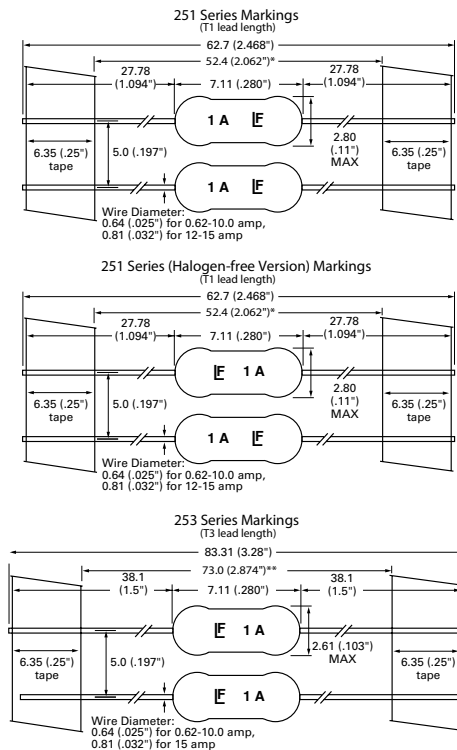 251 Series Markings
(T1 lead length)
62.7 (2.468")
52.4 (2.062")*
27.78
(1.094")
7.11 (.280")
27.78
(1.094")
1 A LF
6.35 (.25")
tape
5.0 (.197")
2.80
(.11")
MAX
6.35 (.25")
tape
1 A LF
Wire Diameter:
0.64 (.025") for 0.62-10.0 amp,
0.81 (.032") for 12-15 amp
251 Series (Halogen-free Version) Markings
(T1 lead length)
62.7 (2.468")
52.4 (2.062")*
27.78
(1.094")
7.11 (.280")
27.78
(1.094")
LF 1 A
6.35 (.25")
tape
5.0 (.197")
2.80
(.11")
MAX
6.35 (.25")
tape
1 A LF
Wire Diameter:
0.64 (.025") for 0.62-10.0 amp,
0.81 (.032") for 12-15 amp
253 Series Markings
(T3 lead length)
83.31 (3.28")
73.0 (2.874")**
38.1
(1.5")
7.11 (.280")
38.1
(1.5")
LF 1 A
6.35 (.25")
tape
5.0 (.197")
2.61 (.103")
MAX
6.35 (.25")
tape
LF 1 A
Wire Diameter:
0.64 (.025") for 0.62-10.0 amp,
0.81 (.032") for 15 amp